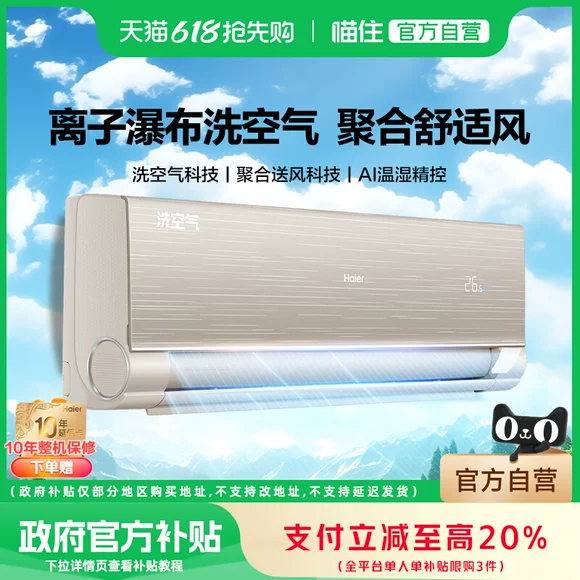 天猫618抢先购 喵住 官方自营
离子瀑布洗空气 聚合舒适风
洗空气科技 | 聚合送风科技 | AI温湿精控
洗空气
Haier
26
Haier
10年
10年整机保修
下单赠
官方自营
(政府补贴仅部分地区购买地址,不支持改地址,不支持延迟发货)
政府官方补贴
下拉详情页查看补贴教程
支付立减至高20%
(全平台单人单补贴限购3件)